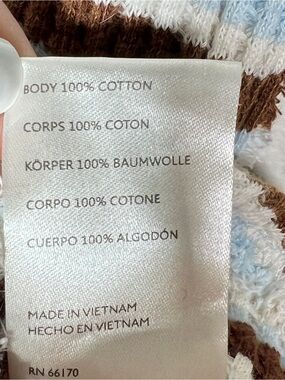 BODY 100% COTTON
CORPS 100% COTON
KÖRPER 100% BAUMWOLLE
CORPO 100% COTONE
CUERPO 100% ALGODÓN
MADE IN VIETNAM
HECHO EN VIETNAM
RN 66170